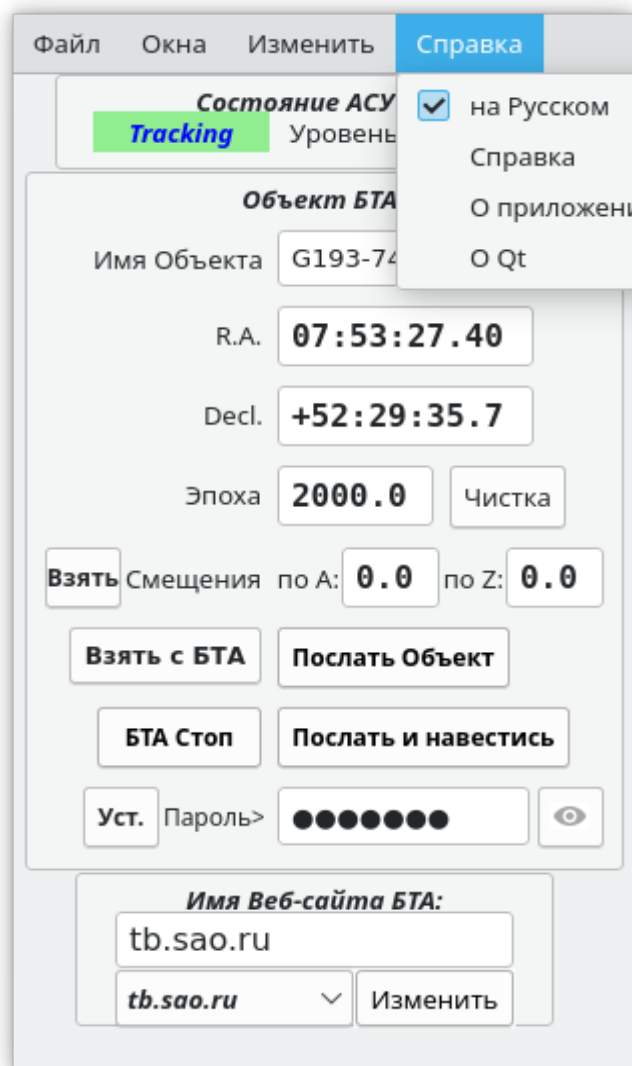 Файл Окна Изменить Справка
на Русском
Справка
О Qt
Состояние АСУ
Tracking Уровень
Объект БТА
Имя Объекта G193-74
R.A. 07:53:27.40
Decl. +52:29:35.7
Эпоха 2000.0 Чистка
Взять Смещения по A: 0.0 по Z: 0.0
Взять с БТА Послать Объект
БТА Стоп Послать и навестись
Уст. Пароль> ●●●●●●●
Имя Веб-сайта БТА:
tb.sao.ru
tb.sao.ru Изменить